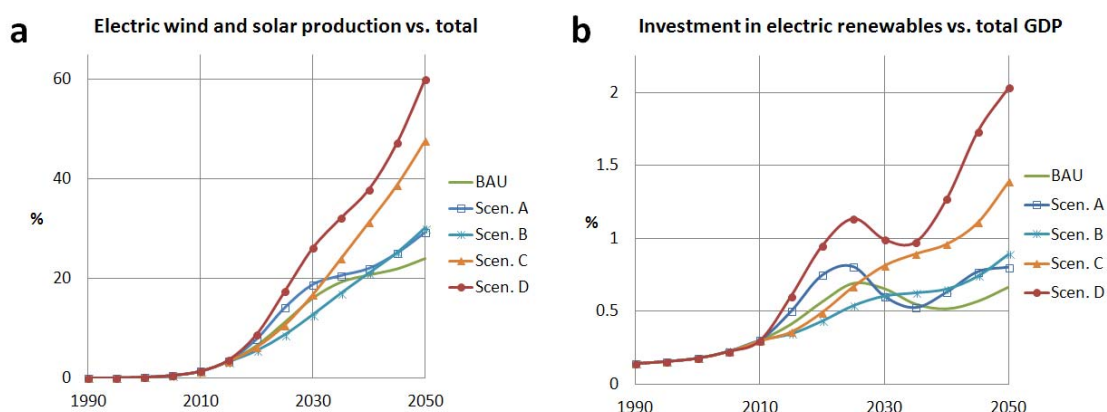 a
Electric wind and solar production vs. total
60
40
20
0
%
1990
2010
2030
2050
BAU
Scen. A
Scen. B
Scen. C
Scen. D
b
Investment in electric renewables vs. total GDP
2
1.5
1
0.5
0
%
1990
2010
2030
2050
BAU
Scen. A
Scen. B
Scen. C
Scen. D